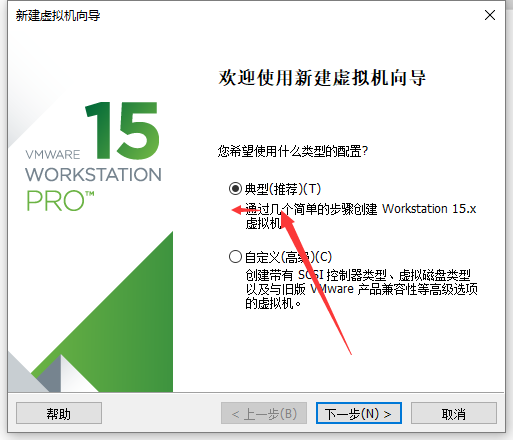 新建虚拟机向导
15
VMWARE
WORKSTATION
PRO™
欢迎使用新建虚拟机向导
您希望使用什么类型的配置?
典型(推荐)(T)
通过几个简单的步骤创建 Workstation 15.x
虚拟机。
自定义(高级)(C)
创建带有 SCSI 控制器类型、虚拟磁盘类型
以及与旧版 VMware 产品兼容性等高级选项
的虚拟机。
帮助
< 上一步(B)
下一步(N) >
取消